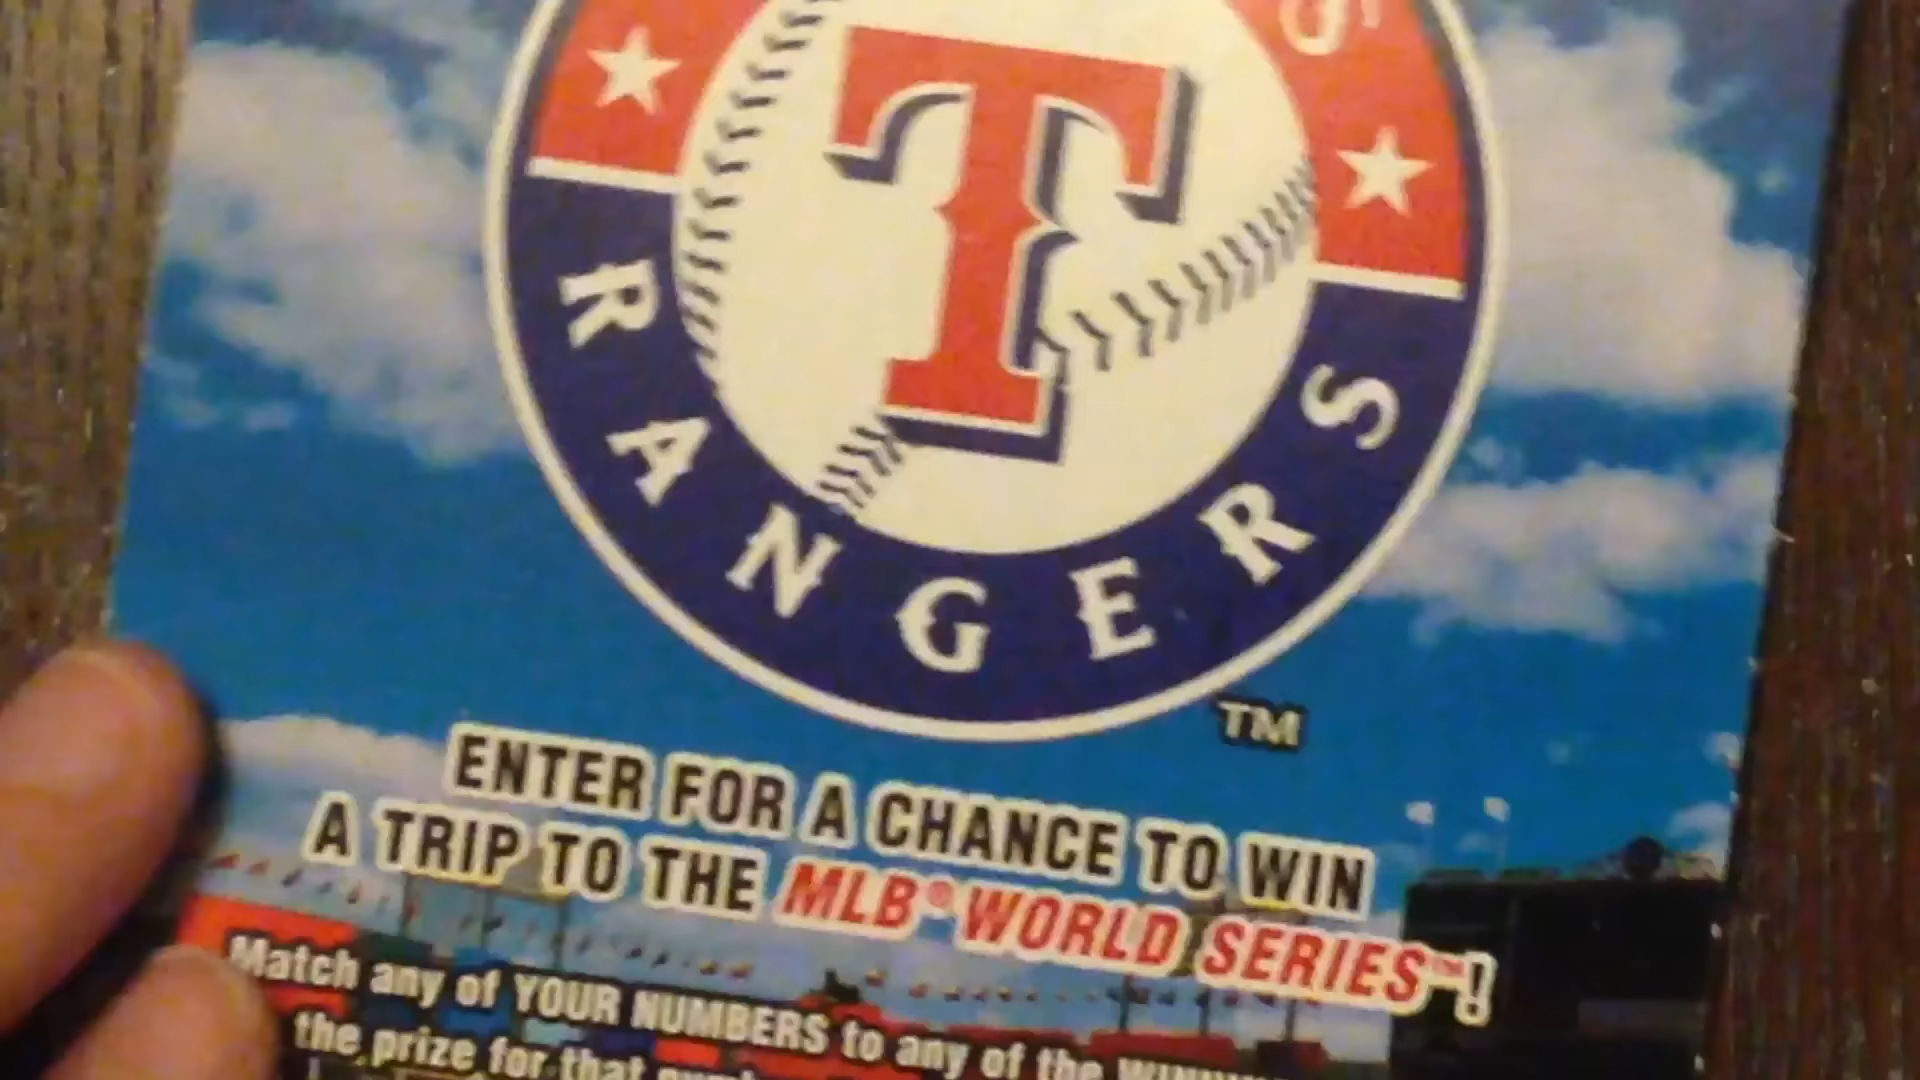 T
RANGERS
TM
ENTER FOR A CHANCE TO WIN
A TRIP TO THE MLB® WORLD SERIES™!
Match any of YOUR NUMBERS to any of the
the prize for that